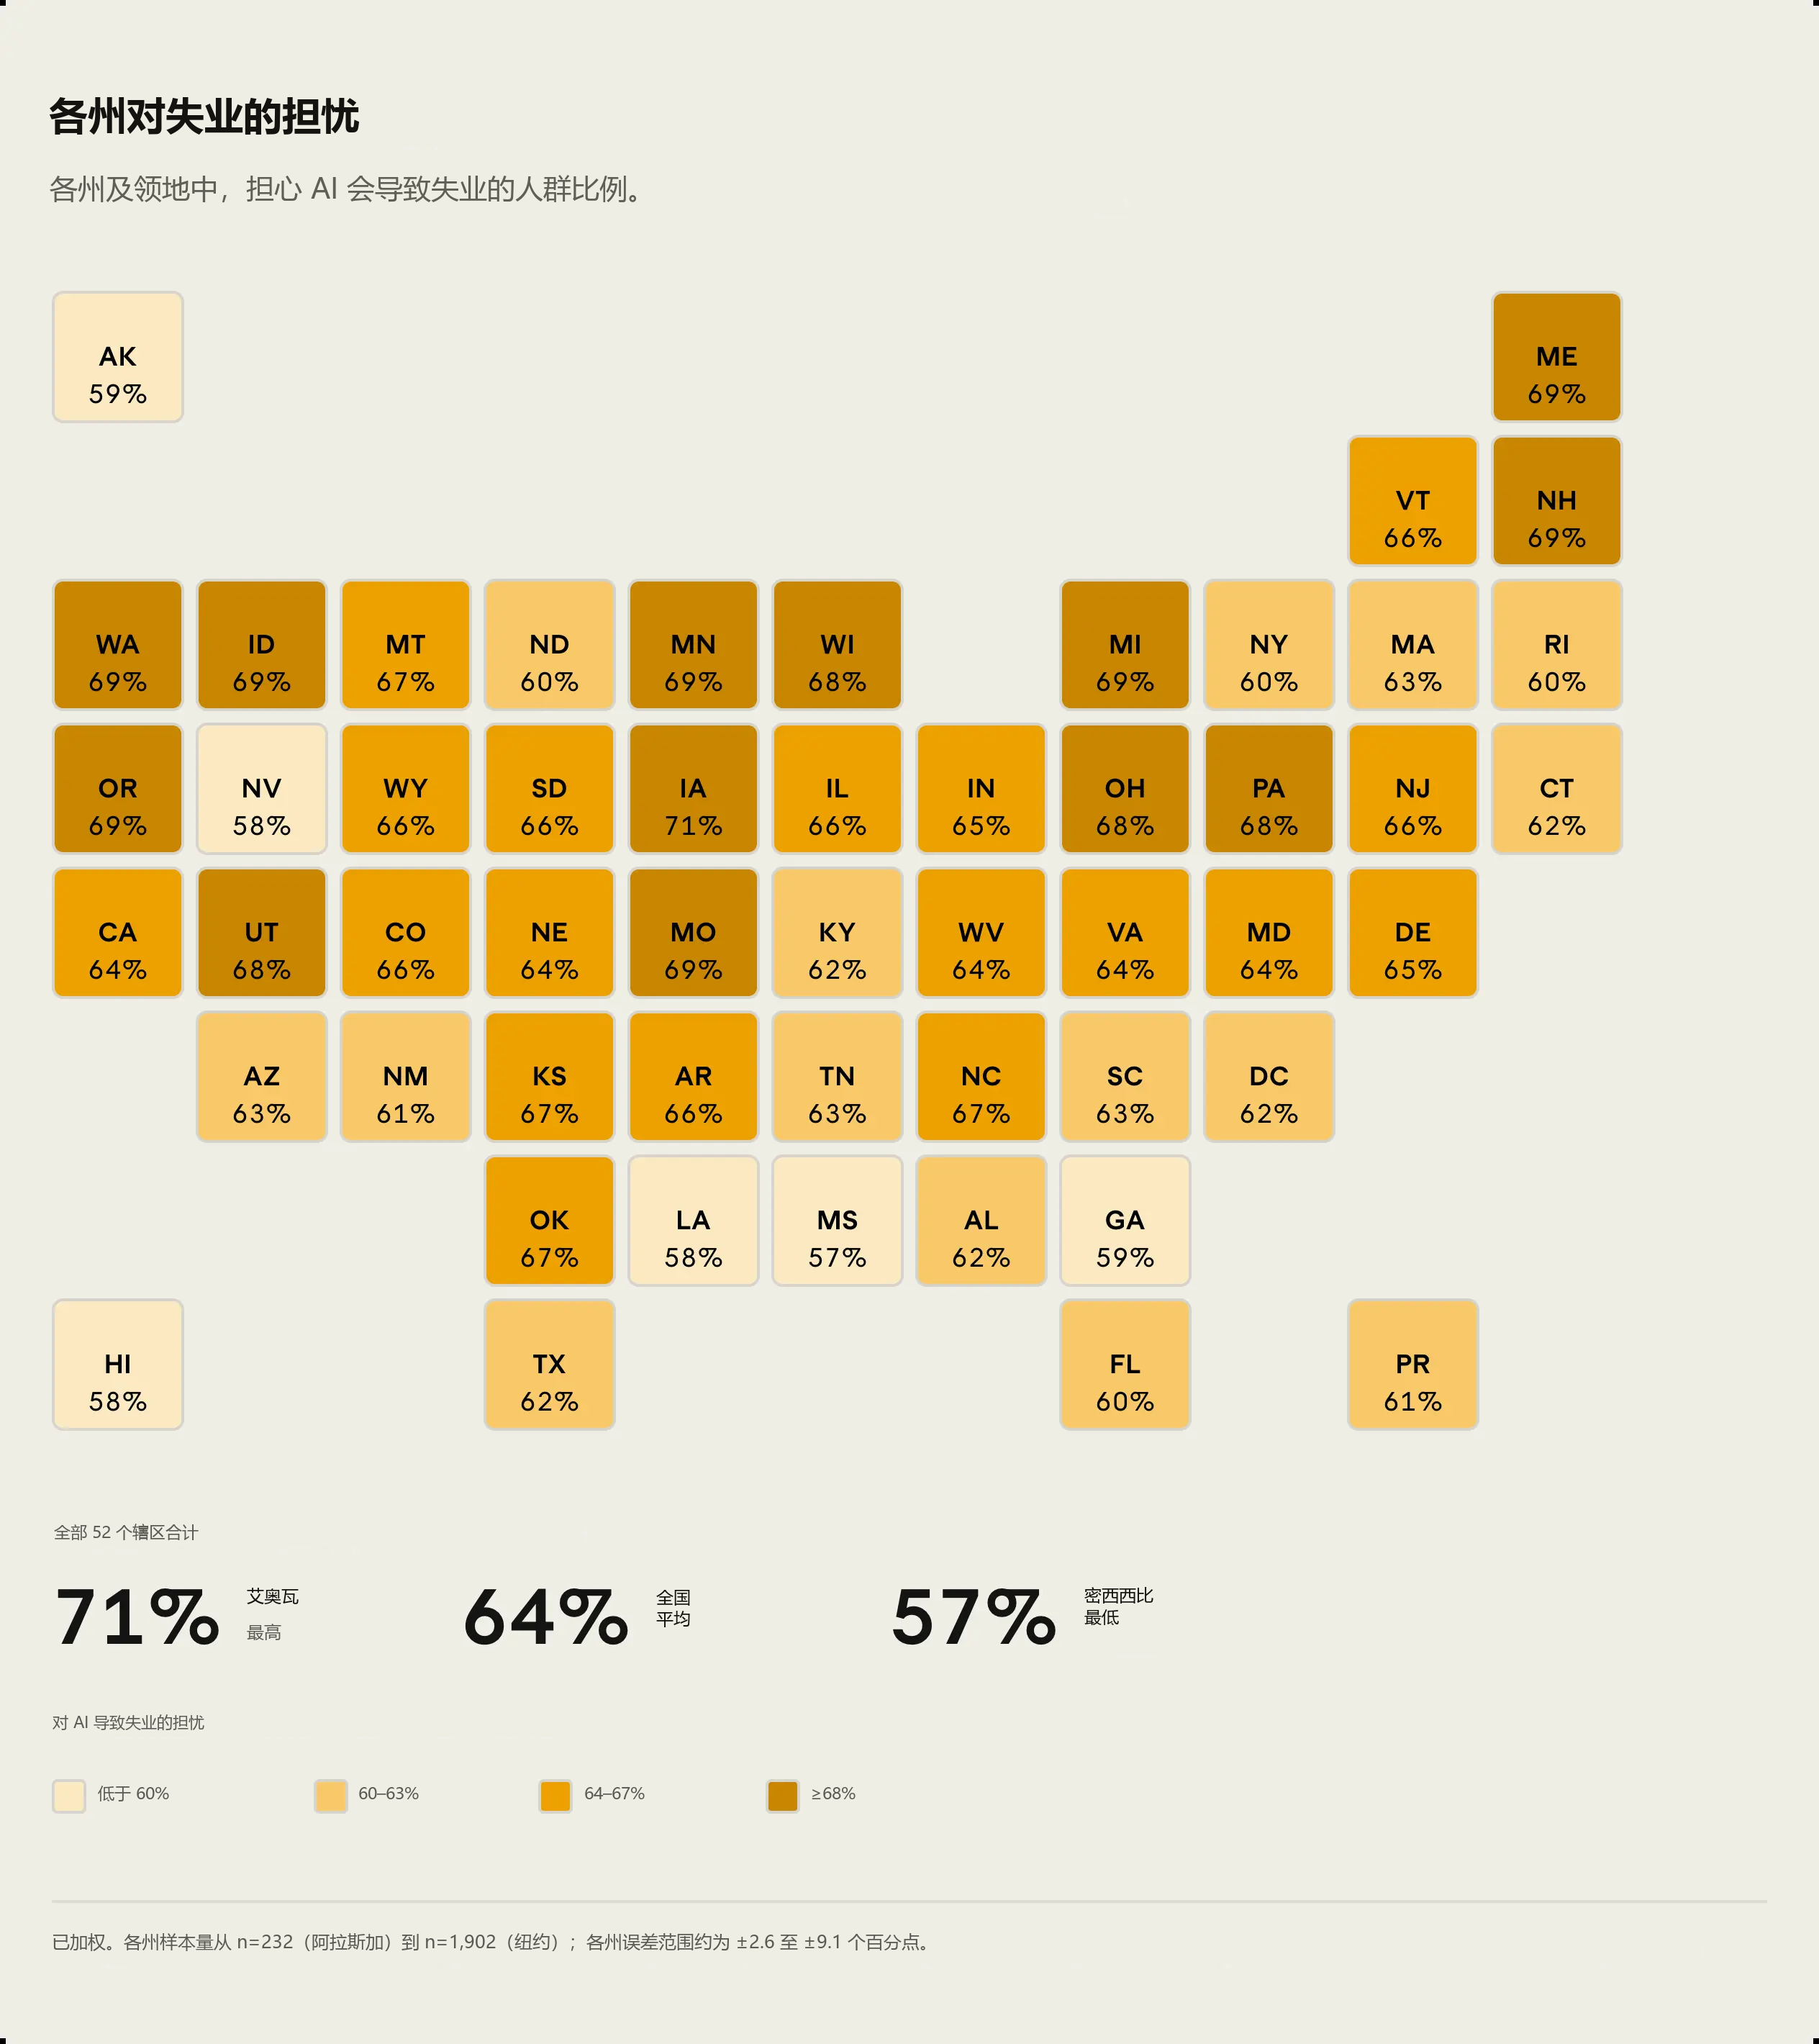 各州对失业的担忧
各州及领地中，担心 AI 会导致失业的人群比例。
AK
59%
ME
69%
VT
66%
NH
69%
WA
69%
ID
69%
MT
67%
ND
60%
MN
69%
WI
68%
MI
69%
NY
60%
MA
63%
RI
60%
OR
69%
NV
58%
WY
66%
SD
66%
IA
71%
IL
66%
IN
65%
OH
68%
PA
68%
NJ
66%
CT
62%
CA
64%
UT
68%
CO
66%
NE
64%
MO
69%
KY
62%
WV
64%
VA
64%
MD
64%
DE
65%
AZ
63%
NM
61%
KS
67%
AR
66%
TN
63%
NC
67%
SC
63%
DC
62%
OK
67%
LA
58%
MS
57%
AL
62%
GA
59%
HI
58%
TX
62%
FL
60%
PR
61%
全部 52 个辖区合计
71%
艾奥瓦
最高
64%
全国
平均
57%
密西西比
最低
对 AI 导致失业的担忧
低于 60%
60–63%
64–67%
≥68%
已加权。各州样本量从 n=232（阿拉斯加）到 n=1,902（纽约）；各州误差范围约为 ±2.6 至 ±9.1 个百分点。